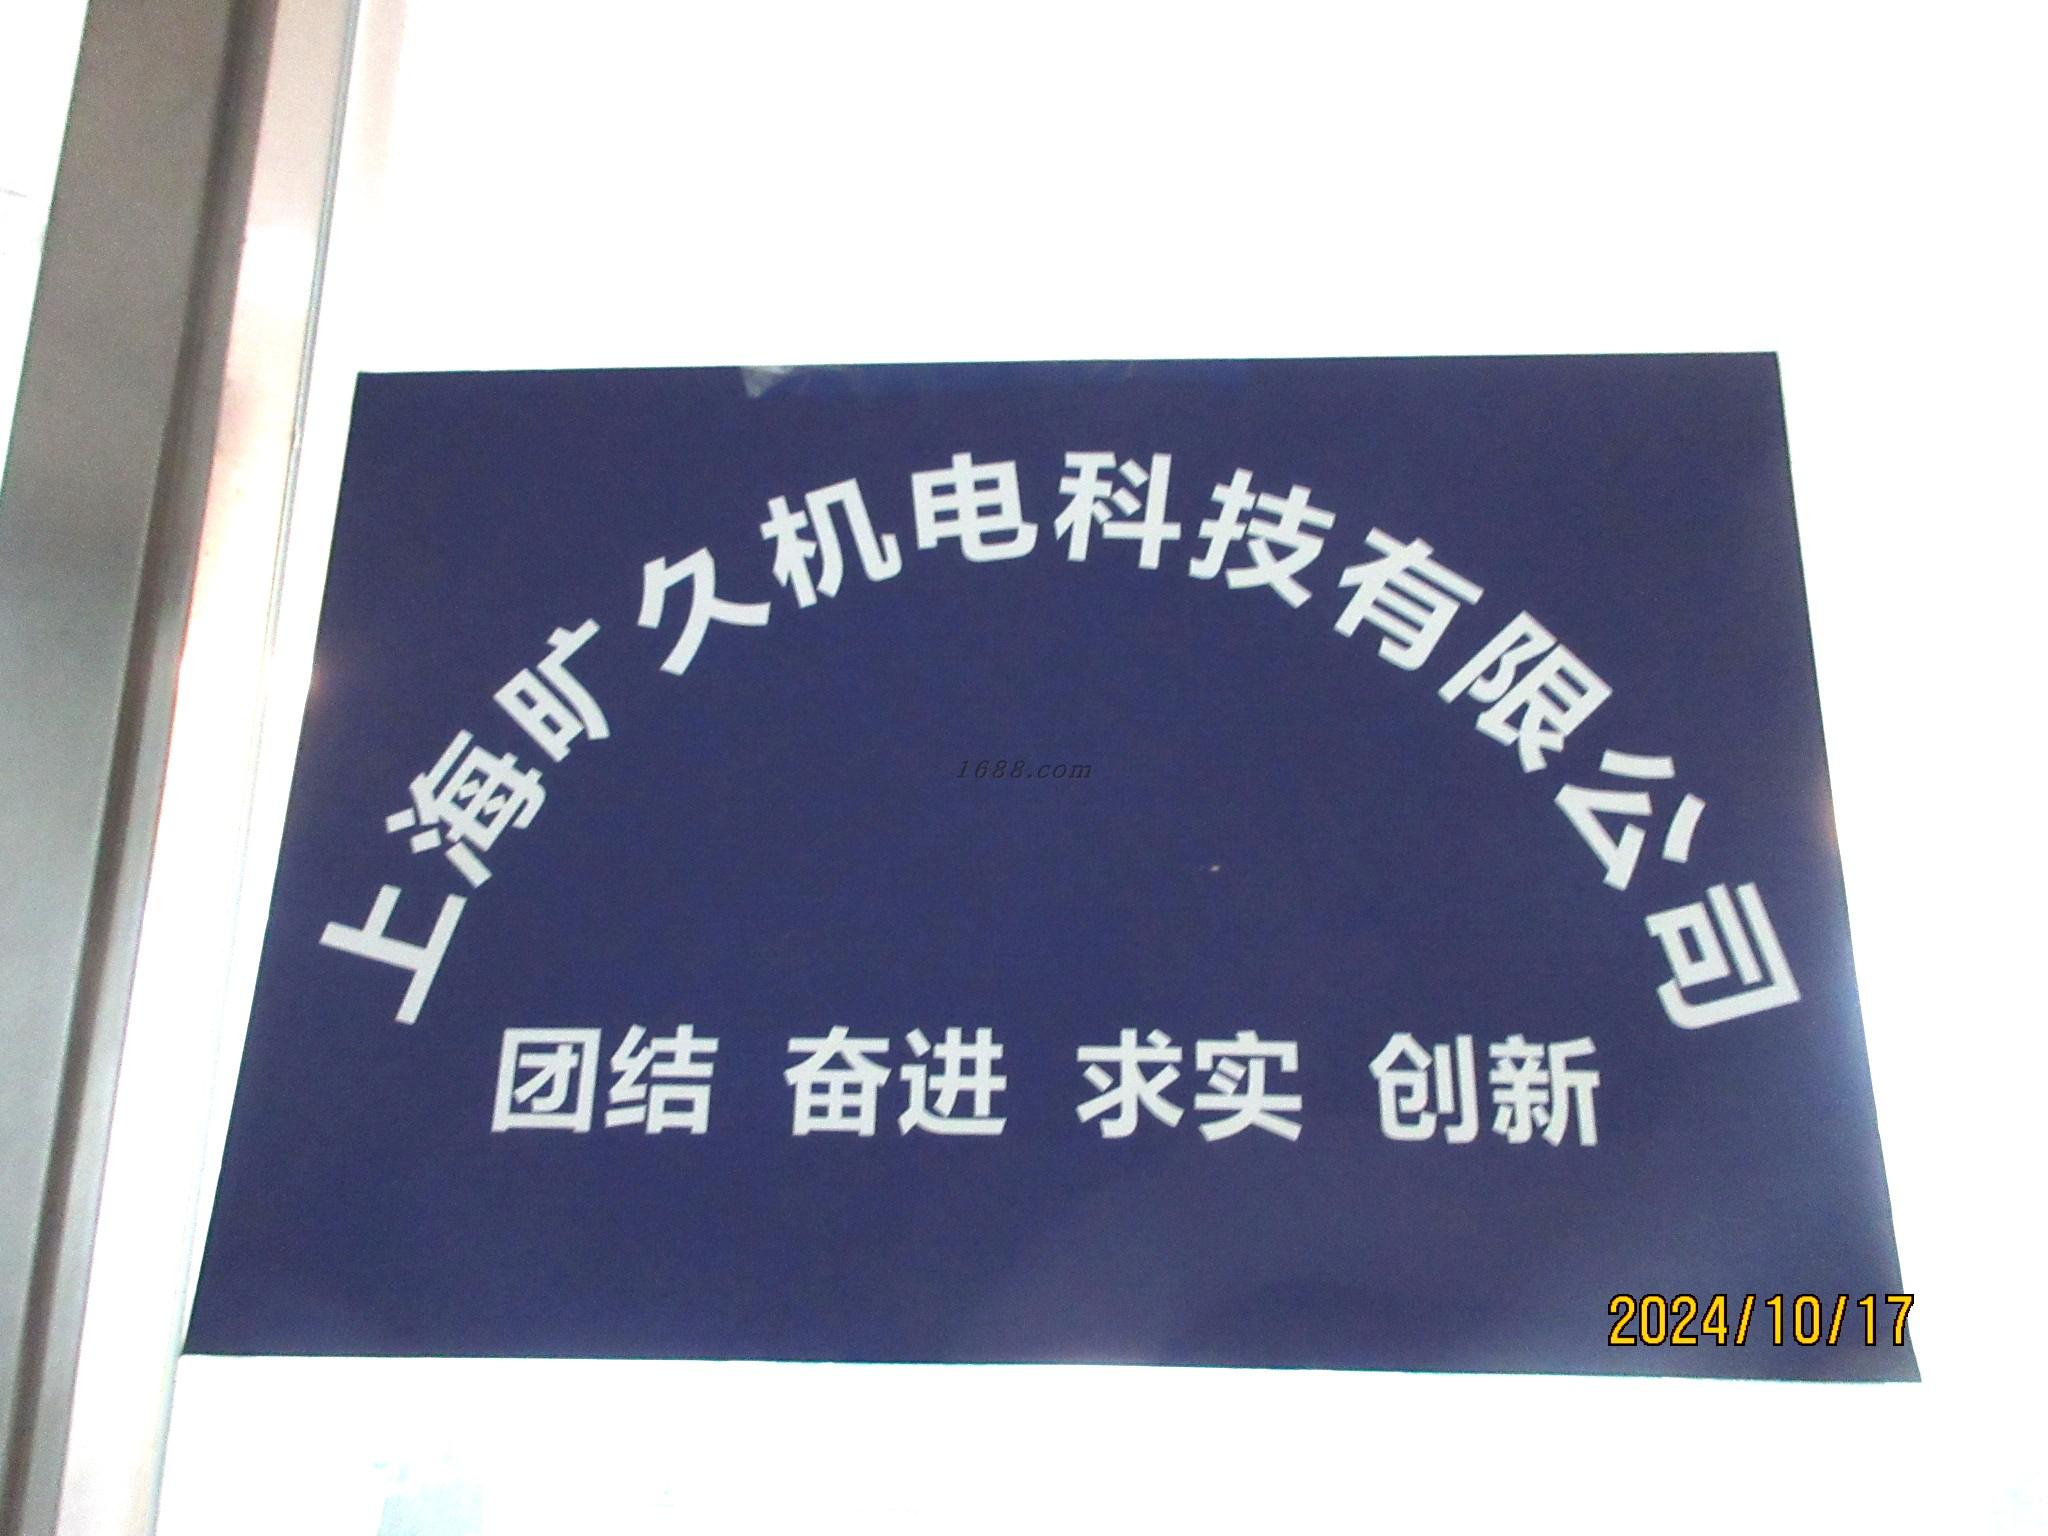 上海旷久机电科技有限公司
1688.com
团结 奋进 求实 创新
2024/10/17